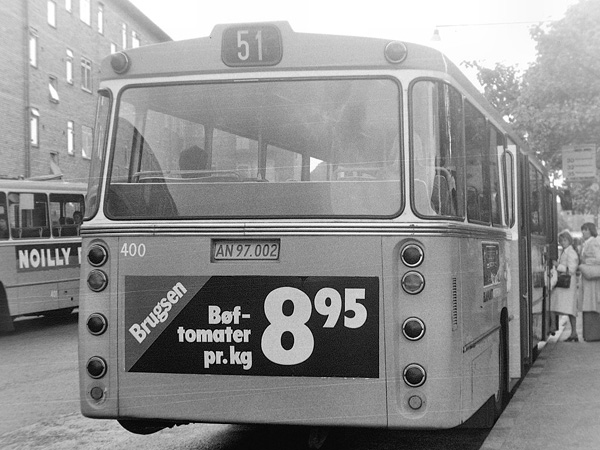 51
NOILLY
400
AN 97.002
Brugsen
Bøf-
tomater
pr.kg
8 95